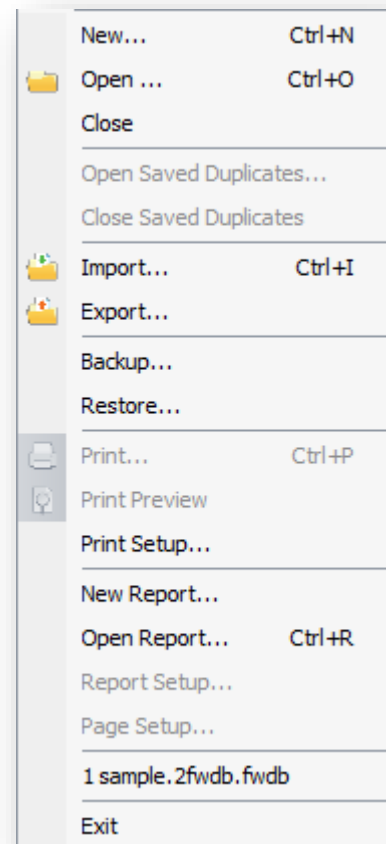 New... Ctrl+N
Open ... Ctrl+O
Close
Open Saved Duplicates...
Close Saved Duplicates
Import... Ctrl+I
Export...
Backup...
Restore...
Print... Ctrl+P
Print Preview
Print Setup...
New Report...
Open Report... Ctrl+R
Report Setup...
Page Setup...
1 sample.2fwdb.fwdb
Exit